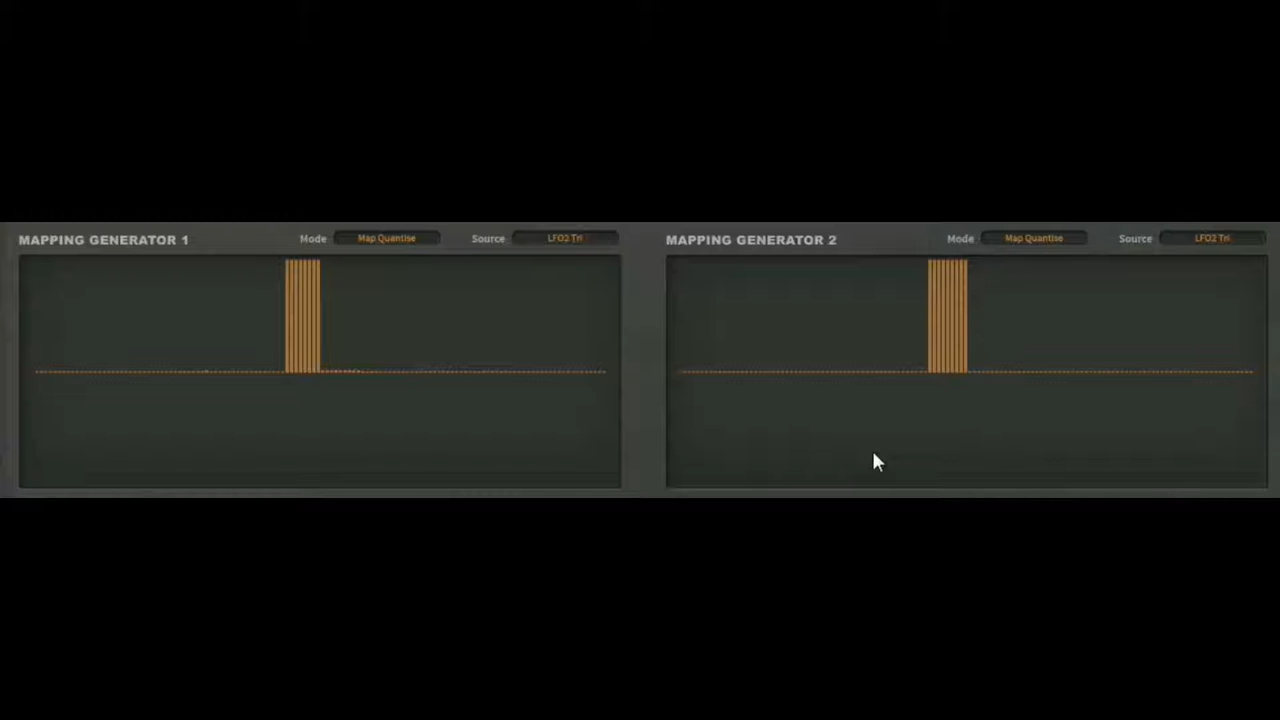 MAPPING GENERATOR 1 Mode Map Quantise Source LFO2 Tri
MAPPING GENERATOR 2 Mode Map Quantise Source LFO2 Tri